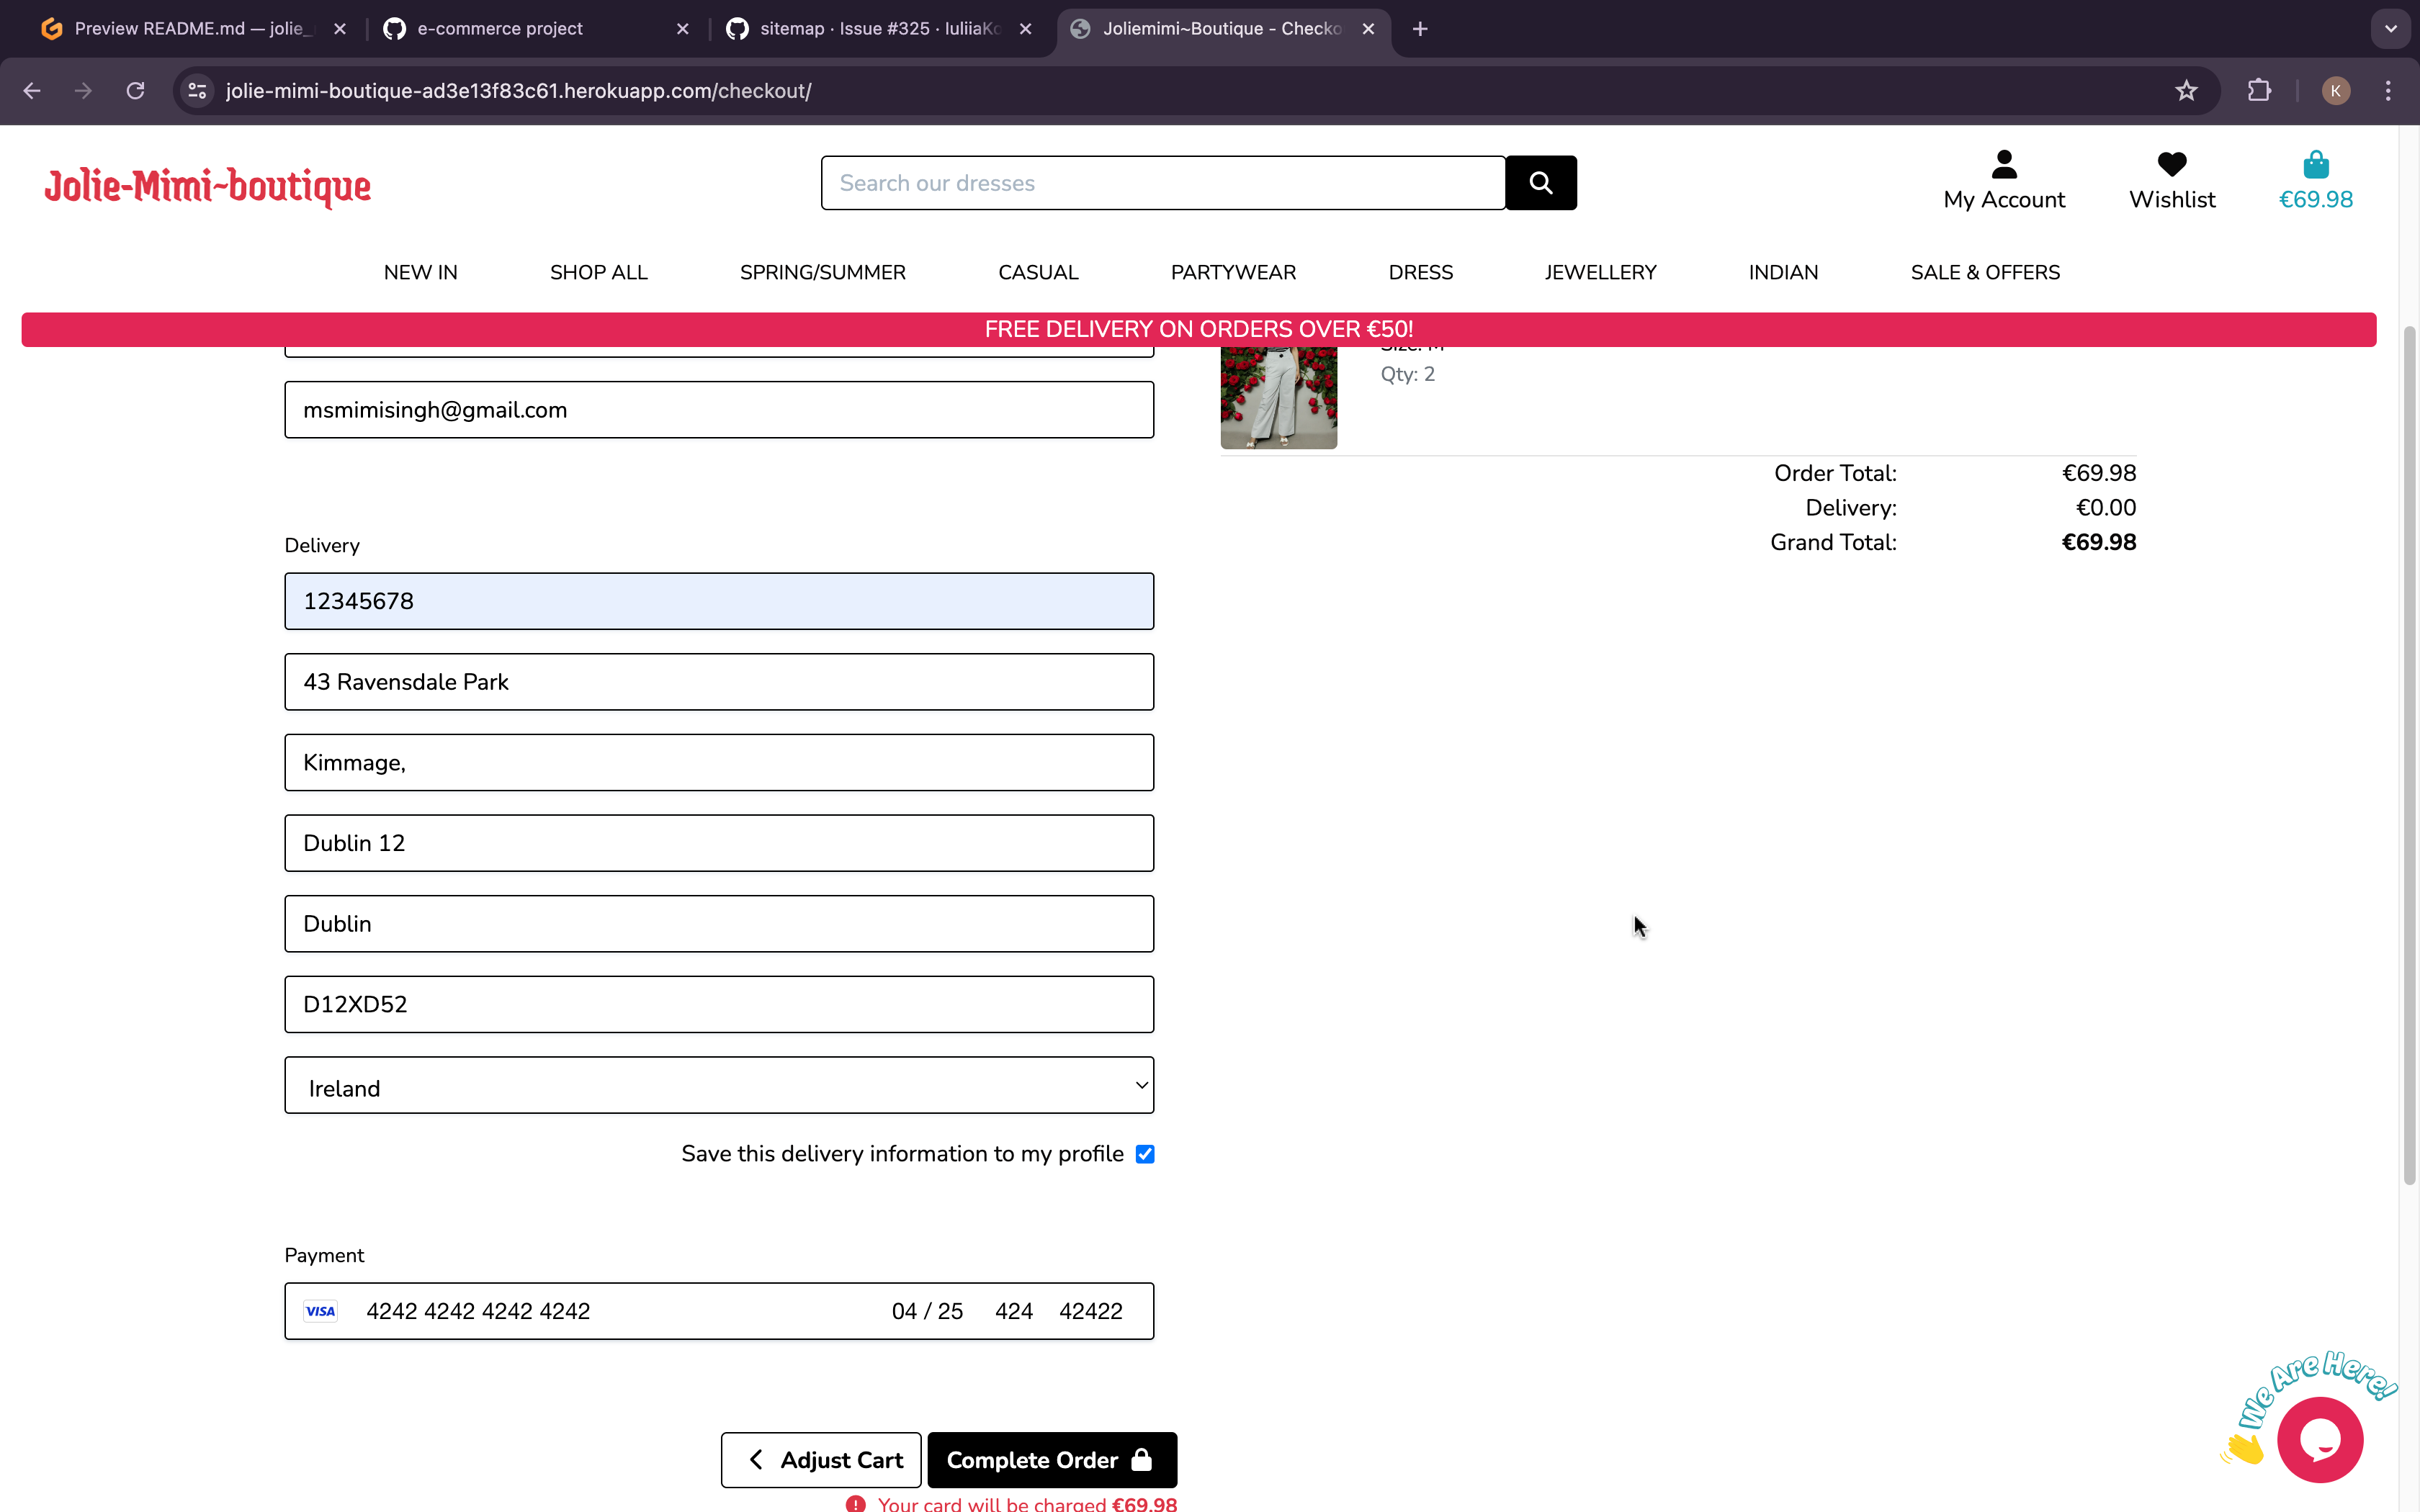 Preview README.md — jolie_
e-commerce project
sitemap · Issue #325 · IuliiaKo
Joliemimi~Boutique - Checko
jolie-mimi-boutique-ad3e13f83c61.herokuapp.com/checkout/
K
Jolie-Mimi~boutique
Search our dresses
My Account
Wishlist
€69.98
NEW IN
SHOP ALL
SPRING/SUMMER
CASUAL
PARTYWEAR
DRESS
JEWELLERY
INDIAN
SALE & OFFERS
FREE DELIVERY ON ORDERS OVER €50!
Size: M
Qty: 2
msmimisingh@gmail.com
Order Total: €69.98
Delivery: €0.00
Grand Total: €69.98
Delivery
12345678
43 Ravensdale Park
Kimmage,
Dublin 12
Dublin
D12XD52
Ireland
Save this delivery information to my profile
Payment
VISA 4242 4242 4242 4242 04 / 25 424 42422
Adjust Cart
Complete Order
Your card will be charged €69.98
We Are Here!